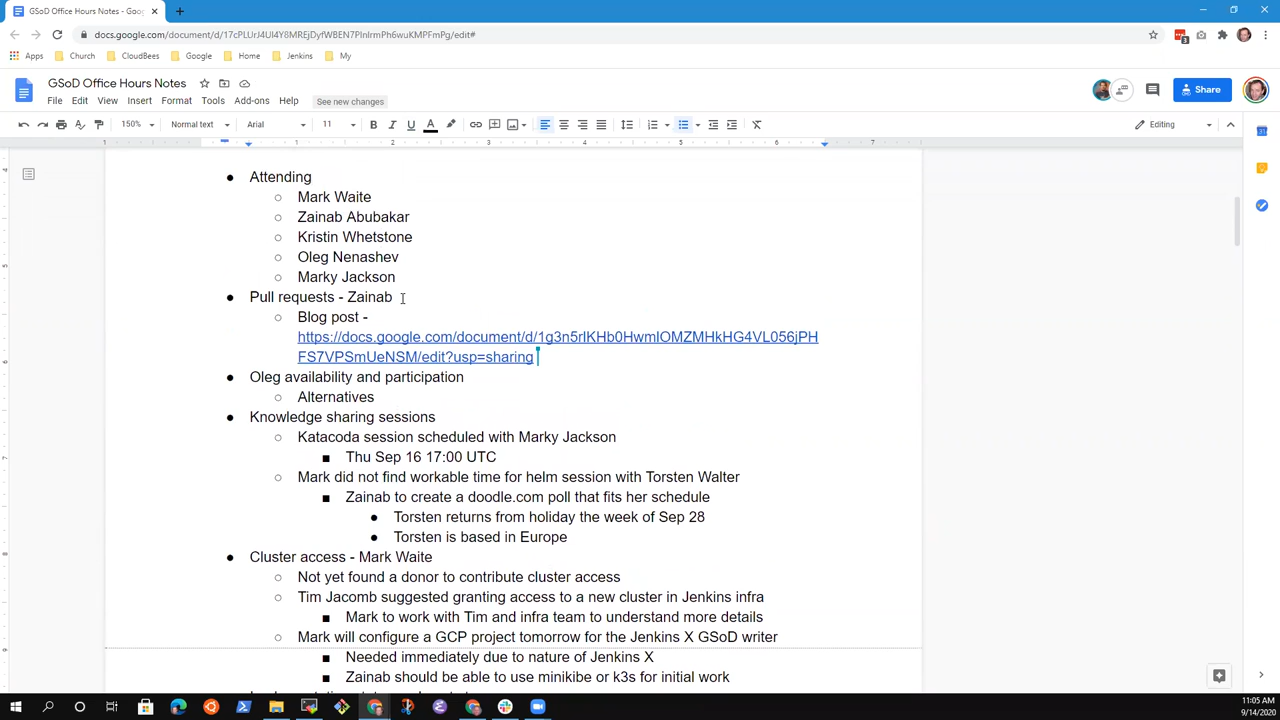 GSoD Office Hours Notes - Goo
docs.google.com/document/d/17cPLUrJ4Ul4Y8MREjDyfWBEN7PlnlrmPh6wuKMPFmPg/edit#
Apps Church CloudBees Google Home Jenkins My
GSoD Office Hours Notes
File Edit View Insert Format Tools Add-ons Help See new changes
Share
150% Normal text Arial 11 Editing
1 1 2 3 4 5 6 7
Attending
Mark Waite
Zainab Abubakar
Kristin Whetstone
Oleg Nenashev
Marky Jackson
Pull requests - Zainab
Blog post -
https://docs.google.com/document/d/1g3n5rlKHb0HwmIOMZMHkHG4VL056jPH
FS7VPSmUeNSM/edit?usp=sharing
Oleg availability and participation
Alternatives
Knowledge sharing sessions
Katacoda session scheduled with Marky Jackson
Thu Sep 16 17:00 UTC
Mark did not find workable time for helm session with Torsten Walter
Zainab to create a doodle.com poll that fits her schedule
Torsten returns from holiday the week of Sep 28
Torsten is based in Europe
Cluster access - Mark Waite
Not yet found a donor to contribute cluster access
Tim Jacomb suggested granting access to a new cluster in Jenkins infra
Mark to work with Tim and infra team to understand more details
Mark will configure a GCP project tomorrow for the Jenkins X GSoD writer
Needed immediately due to nature of Jenkins X
Zainab should be able to use minikibe or k3s for initial work
11:05 AM
9/14/2020